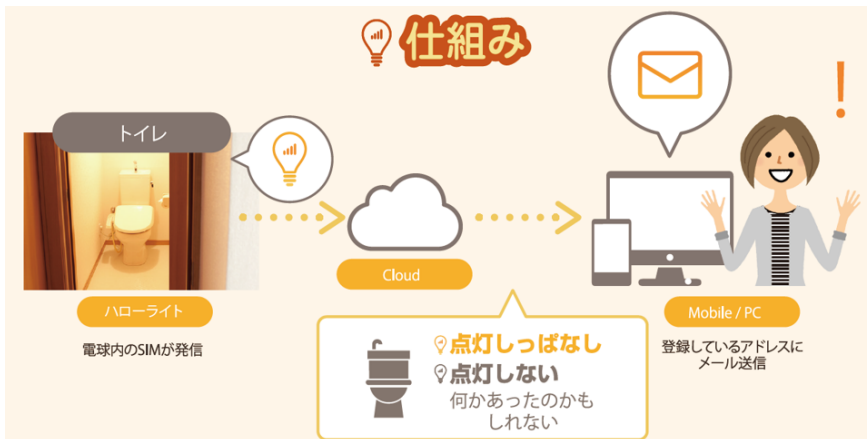 仕組み
トイレ
ハローライト
電球内のSIMが発信
Cloud
点灯しっぱなし
点灯しない
何かあったのかも
しれない
Mobile / PC
登録しているアドレスに
メール送信
!